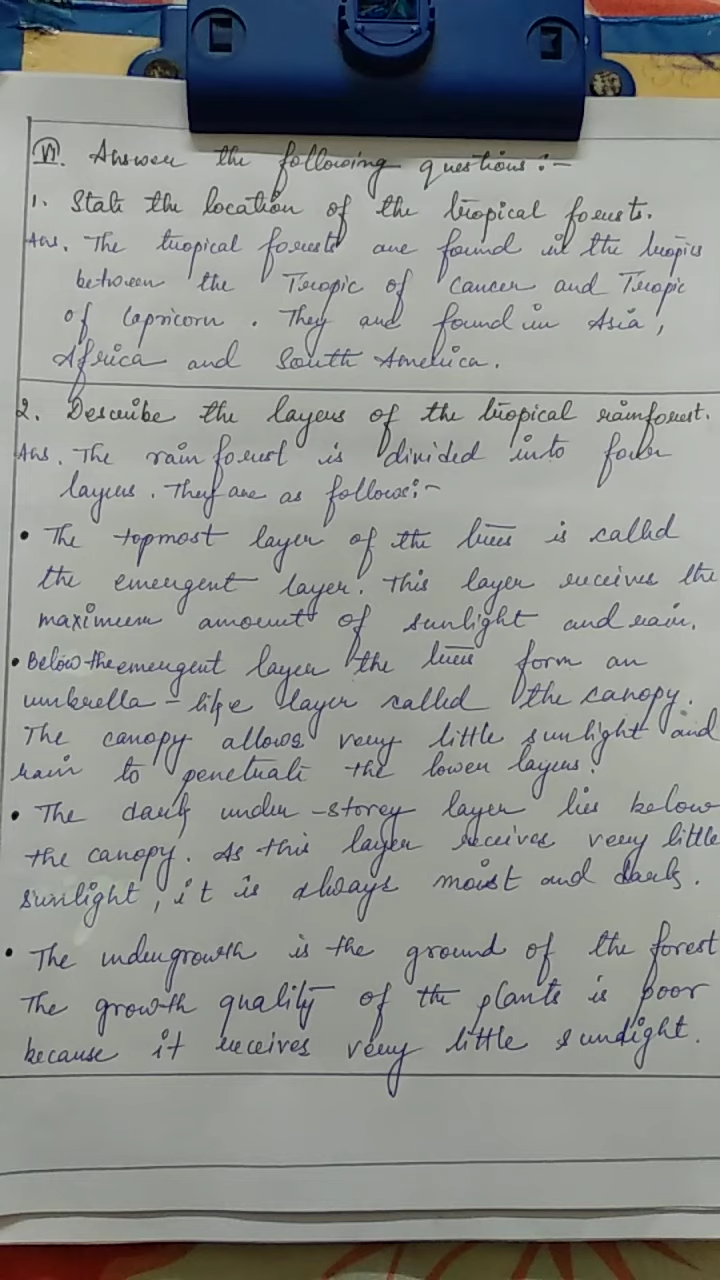 VI. Answer the following questions:-
1. State the location of the tropical forests.
Ans. The tropical forests are found in the tropics
between the Tropic of Cancer and Tropic
of Capricorn. They are found in Asia,
Africa and South America.
2. Describe the layers of the tropical rainforest.
Ans. The rain forest is divided into four
layers. They are as follows:-
• The topmost layer of the trees is called
the emergent layer. This layer receives the
maximum amount of sunlight and rain.
• Below the emergent layer the trees form an
umbrella-like layer called the canopy.
The canopy allows very little sunlight and
rain to penetrate the lower layers.
• The dark under-storey layer lies below
the canopy. As this layer receives very little
sunlight, it is always moist and dark.
• The undergrowth is the ground of the forest
The growth quality of the plants is poor
because it receives very little sundight.